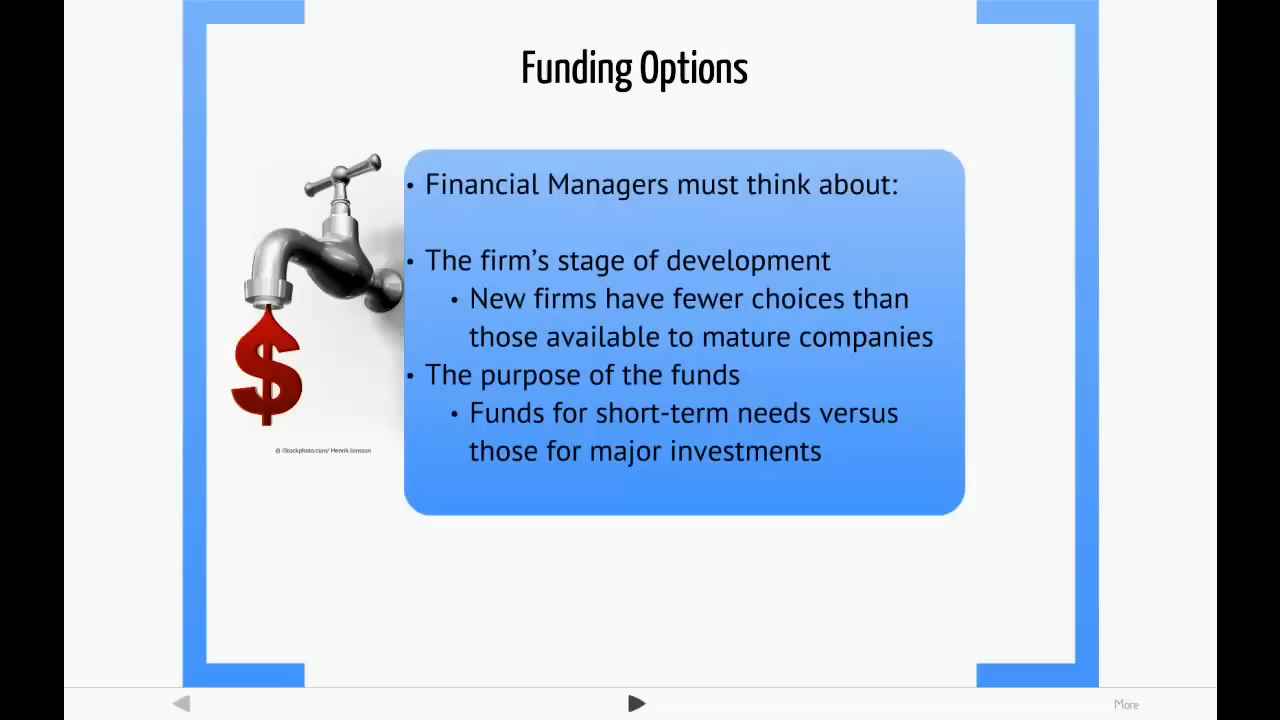 Funding Options
• Financial Managers must think about:
• The firm’s stage of development
• New firms have fewer choices than
those available to mature companies
• The purpose of the funds
• Funds for short-term needs versus
those for major investments
$
© iStockphoto.com/ Henrik Jonsson
More